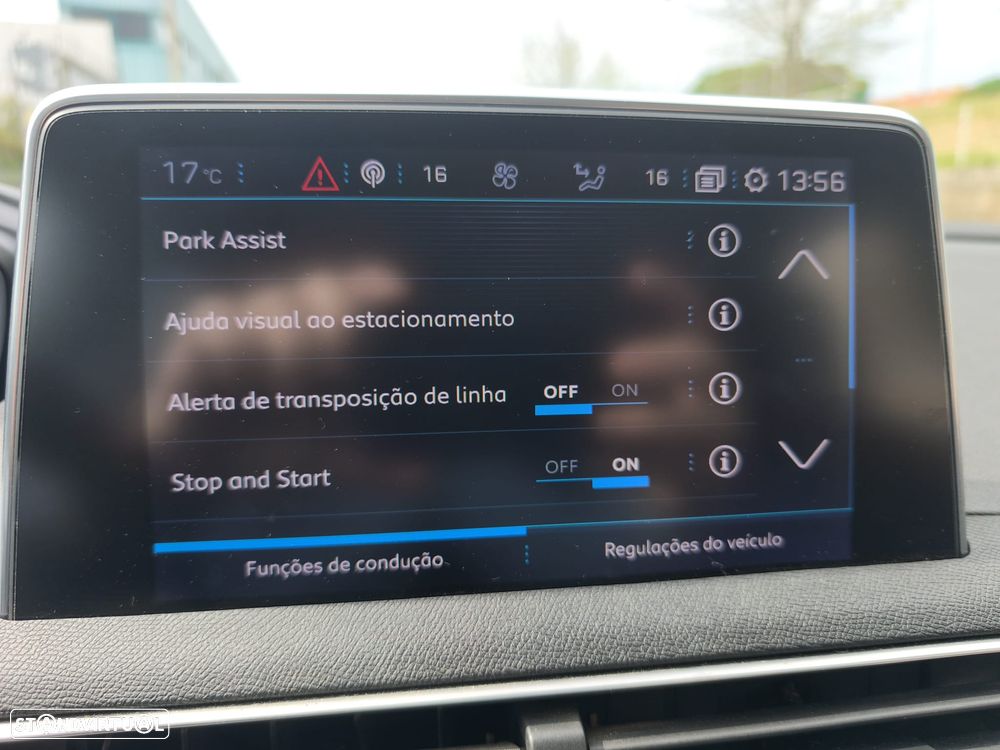 17°C 16 16 13:56
Park Assist
Ajuda visual ao estacionamento
Alerta de transposição de linha OFF ON
Stop and Start OFF ON
Funções de condução Regulações do veículo
STANDVIRTUAL